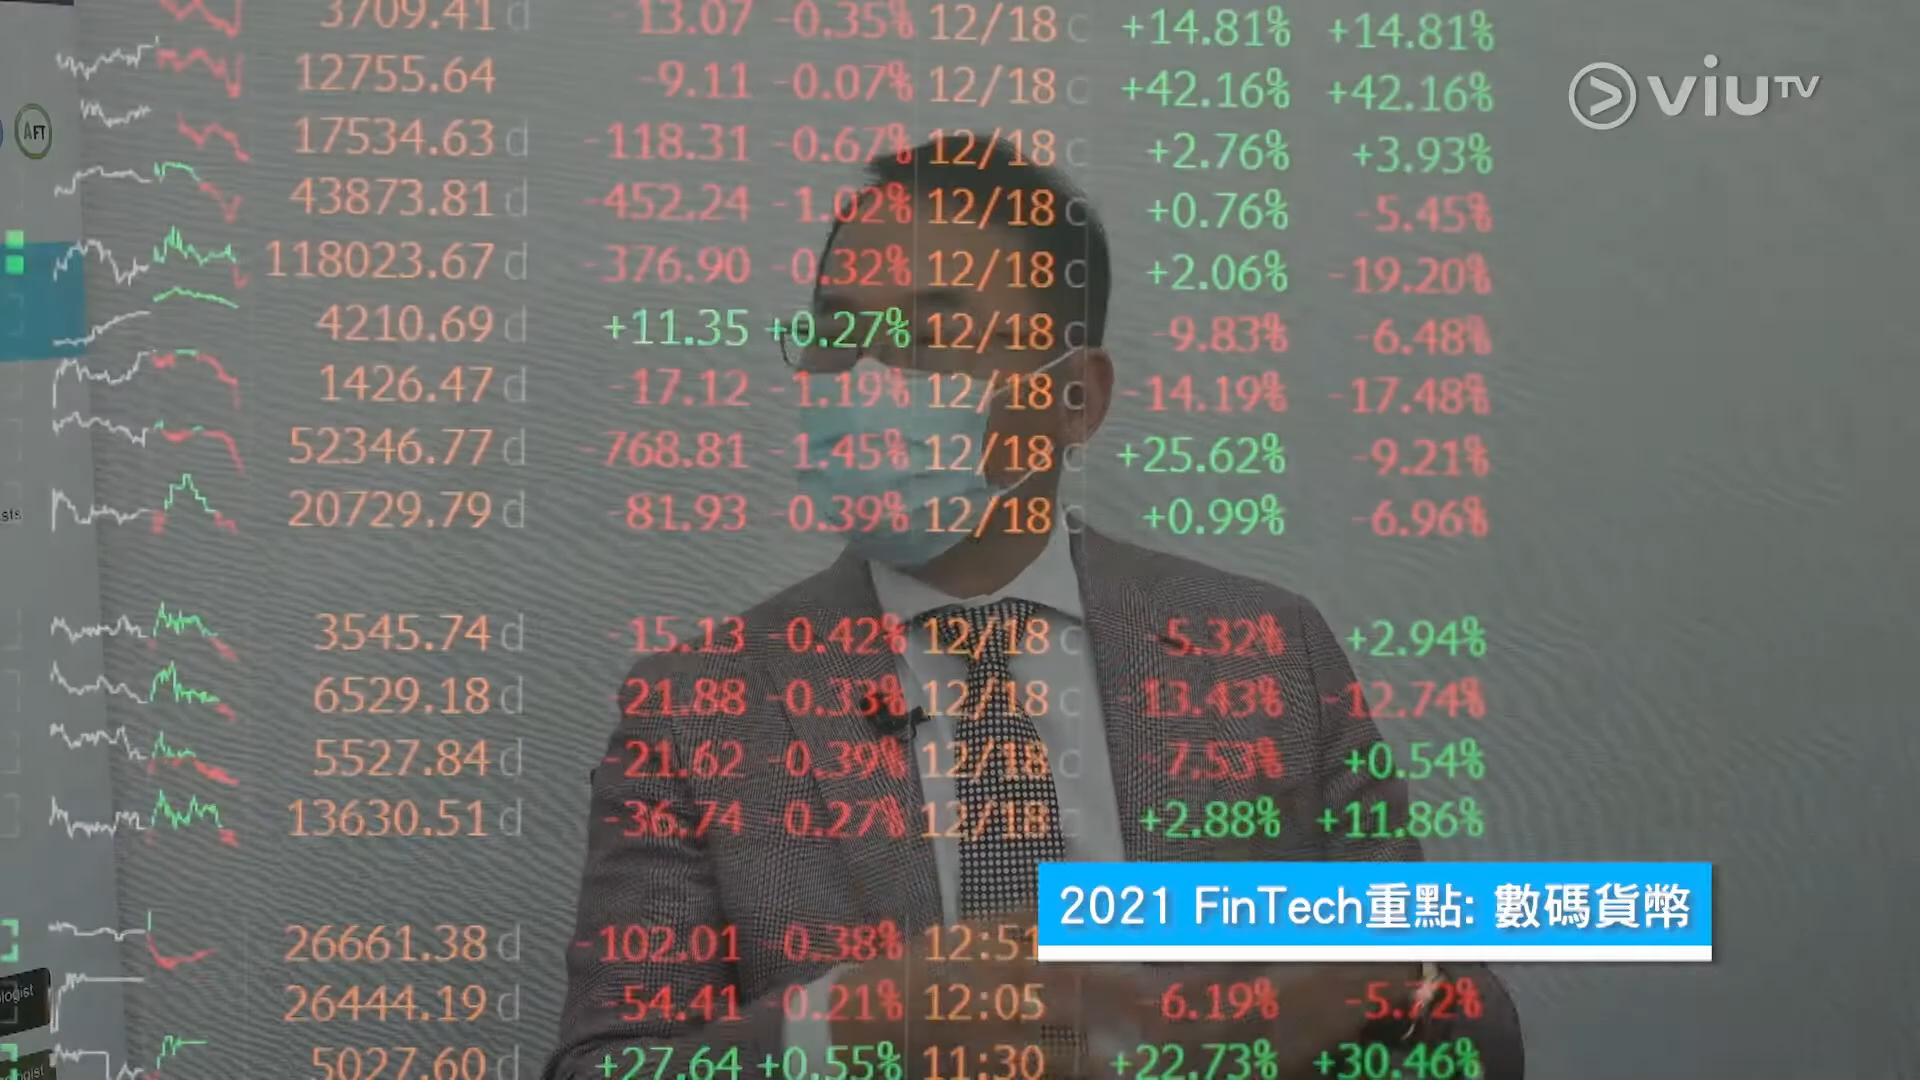 3709.41 d -13.07 -0.35% 12/18 c +14.81% +14.81%
12755.64 -9.11 -0.07% 12/18 c +42.16% +42.16%
viuTV
AFT
17534.63 d -118.31 -0.67% 12/18 c +2.76% +3.93%
43873.81 d -452.24 -1.02% 12/18 c +0.76% -5.45%
118023.67 d -376.90 -0.32% 12/18 c +2.06% -19.20%
4210.69 d +11.35 +0.27% 12/18 c -9.83% -6.48%
1426.47 d -17.12 -1.19% 12/18 c -14.19% -17.48%
52346.77 d -768.81 -1.45% 12/18 c +25.62% -9.21%
20729.79 d -81.93 -0.39% 12/18 c +0.99% -6.96%
sts
3545.74 d -15.13 -0.42% 12/18 c -5.32% +2.94%
6529.18 d -21.88 -0.33% 12/18 c -13.43% -12.74%
5527.84 d -21.62 -0.39% 12/18 c -7.53% +0.54%
13630.51 d -36.74 -0.27% 12/18 c +2.88% +11.86%
2021 FinTech重點: 數碼貨幣
26661.38 d -102.01 -0.38% 12:51
ologist
26444.19 d -54.41 -0.21% 12:05 -6.19% -5.72%
5027.60 d +27.64 +0.55% 11:30 +22.73% +30.46%
ologist